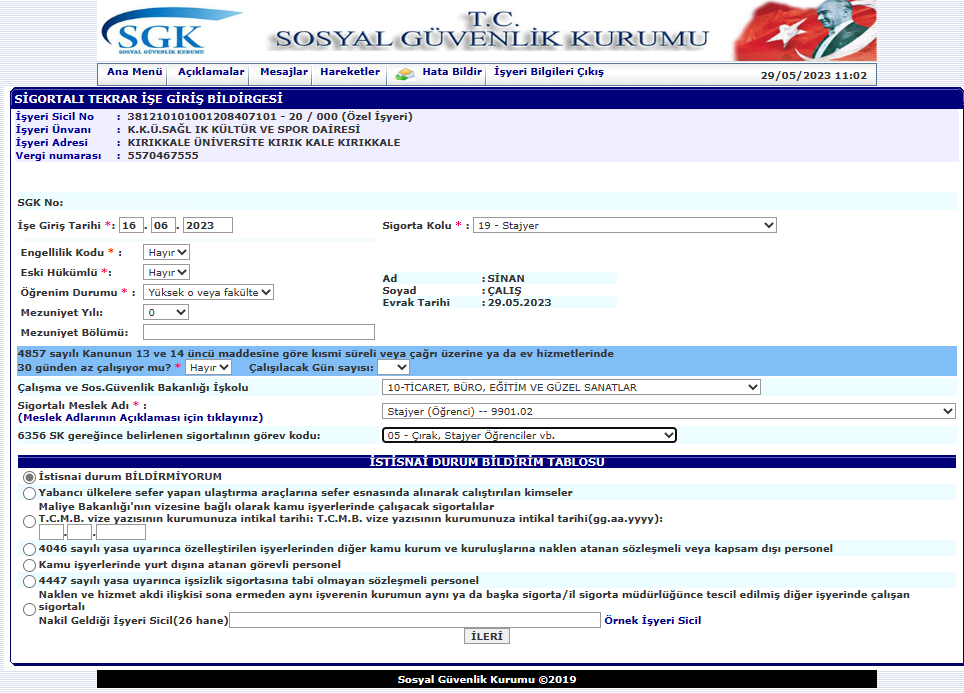 SGK
SOSYAL GÜVENLİK KURUMU
T.C.
SOSYAL GÜVENLİK KURUMU
Ana Menü Açıklamalar Mesajlar Hareketler Hata Bildir İşyeri Bilgileri Çıkış 29/05/2023 11:02
SİGORTALI TEKRAR İŞE GİRİŞ BİLDİRGESİ
İşyeri Sicil No : 381210101001208407101 - 20 / 000 (Özel İşyeri)
İşyeri Ünvanı : K.K.Ü.SAĞL IK KÜLTÜR VE SPOR DAİRESİ
İşyeri Adresi : KIRIKKALE ÜNİVERSİTE KIRIK KALE KIRIKKALE
Vergi numarası : 5570467555
SGK No:
İşe Giriş Tarihi *: 16 . 06 . 2023 Sigorta Kolu * : 19 - Stajyer
Engellilik Kodu * : Hayır
Eski Hükümlü *: Hayır
Öğrenim Durumu * : Yüksek o veya fakülte
Mezuniyet Yılı: 0
Mezuniyet Bölümü:
Ad : SİNAN
Soyad : ÇALIŞ
Evrak Tarihi : 29.05.2023
4857 sayılı Kanunun 13 ve 14 üncü maddesine göre kısmi süreli veya çağrı üzerine ya da ev hizmetlerinde
30 günden az çalışıyor mu? * Hayır Çalışılacak Gün sayısı:
Çalışma ve Sos.Güvenlik Bakanlığı İşkolu 10-TİCARET, BÜRO, EĞİTİM VE GÜZEL SANATLAR
Sigortalı Meslek Adı * :
(Meslek Adlarının Açıklaması için tıklayınız) Stajyer (Öğrenci) -- 9901.02
6356 SK gereğince belirlenen sigortalının görev kodu: 05 - Çırak, Stajyer Öğrenciler vb.
İSTİSNAİ DURUM BİLDİRİM TABLOSU
İstisnai durum BİLDİRMİYORUM
Yabancı ülkelere sefer yapan ulaştırma araçlarına sefer esnasında alınarak calıştırılan kimseler
Maliye Bakanlığı'nın vizesine bağlı olarak kamu işyerlerinde çalışacak sigortalılar
T.C.M.B. vize yazısının kurumunuza intikal tarihi: T.C.M.B. vize yazısının kurumunuza intikal tarihi(gg.aa.yyyy):
. .
4046 sayılı yasa uyarınca özelleştirilen işyerlerinden diğer kamu kurum ve kuruluşlarına naklen atanan sözleşmeli veya kapsam dışı personel
Kamu işyerlerinde yurt dışına atanan görevli personel
4447 sayılı yasa uyarınca işsizlik sigortasına tabi olmayan sözleşmeli personel
Naklen ve hizmet akdi ilişkisi sona ermeden aynı işverenin kurumun aynı ya da başka sigorta/il sigorta müdürlüğünce tescil edilmiş diğer işyerinde çalışan
sigortalı
Nakil Geldiği İşyeri Sicil(26 hane) Örnek İşyeri Sicil
İLERİ
Sosyal Güvenlik Kurumu ©2019